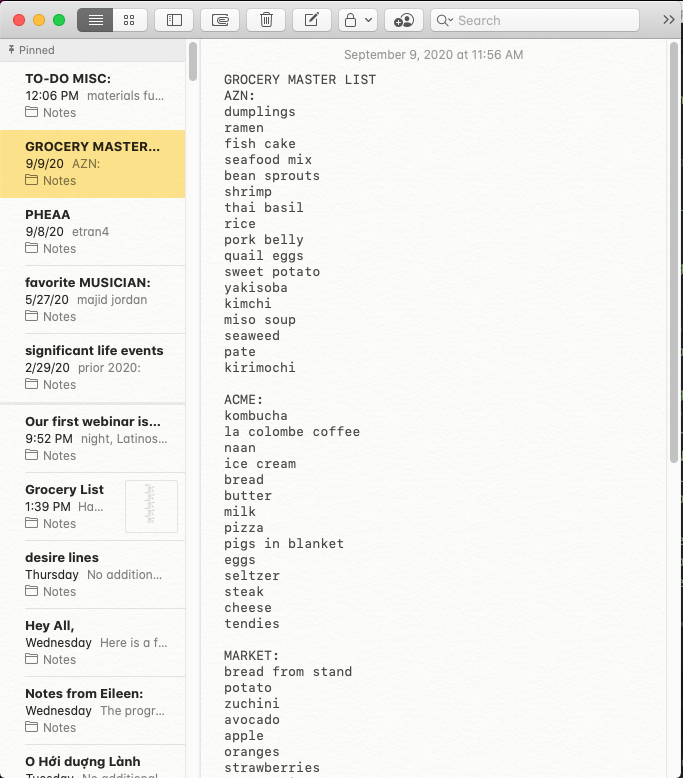 Search
Pinned
TO-DO MISC:
12:06 PM materials fu...
Notes
GROCERY MASTER...
9/9/20 AZN:
Notes
PHEAA
9/8/20 etran4
Notes
favorite MUSICIAN:
5/27/20 majid jordan
Notes
significant life events
2/29/20 prior 2020:
Notes
Our first webinar is...
9:52 PM night, Latinos...
Notes
Grocery List
1:39 PM Ha...
Notes
desire lines
Thursday No addition...
Notes
Hey All,
Wednesday Here is a f...
Notes
Notes from Eileen:
Wednesday The progr...
Notes
O Hới duượng Lành
Tuesday No additional
September 9, 2020 at 11:56 AM
GROCERY MASTER LIST
AZN:
dumplings
ramen
fish cake
seafood mix
bean sprouts
shrimp
thai basil
rice
pork belly
quail eggs
sweet potato
yakisoba
kimchi
miso soup
seaweed
pate
kirimochi
ACME:
kombucha
la colombe coffee
naan
ice cream
bread
butter
milk
pizza
pigs in blanket
eggs
seltzer
steak
cheese
tendies
MARKET:
bread from stand
potato
zuchini
avocado
apple
oranges
strawberries